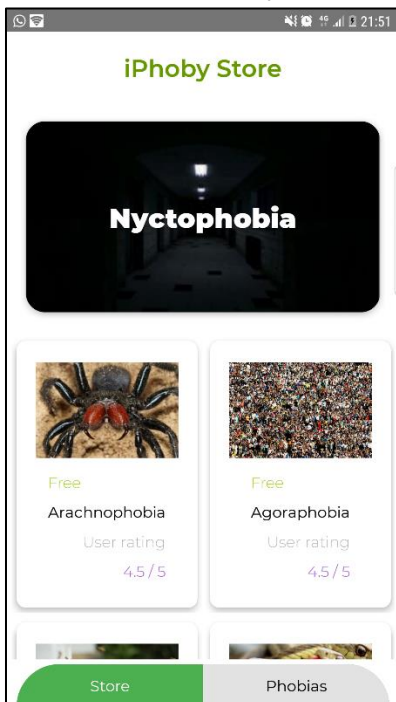 4G
21:51
iPhoby Store
Nyctophobia
Free
Arachnophobia
User rating
4.5 / 5
Free
Agoraphobia
User rating
4.5 / 5
Store
Phobias